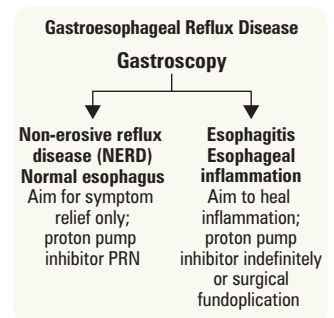 Gastroesophageal Reflux Disease
Gastroscopy
Non-erosive reflux
disease (NERD)
Normal esophagus
Aim for symptom
relief only;
proton pump
inhibitor PRN
Esophagitis
Esophageal
inflammation
Aim to heal
inflammation;
proton pump
inhibitor indefinitely
or surgical
fundoplication